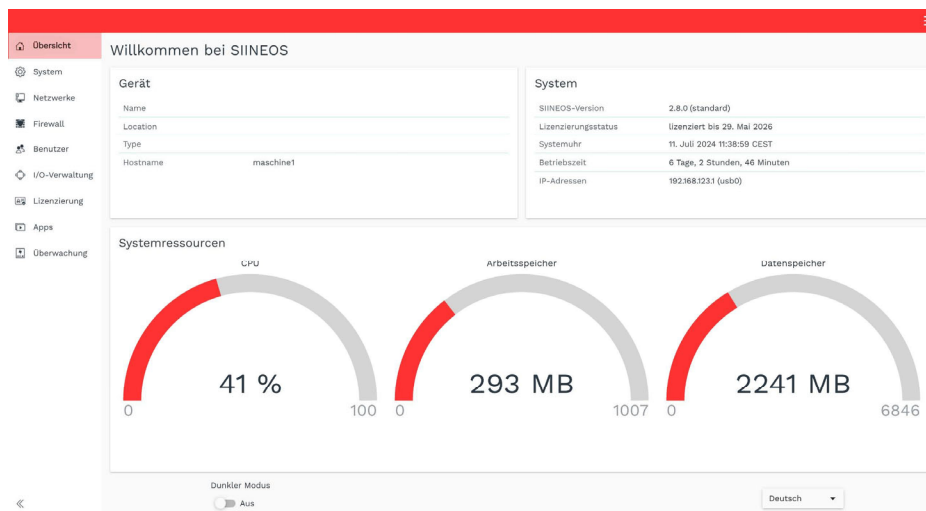 Übersicht
System
Netzwerke
Firewall
Benutzer
I/O-Verwaltung
Lizenzierung
Apps
Überwachung
Willkommen bei SIINEOS
Gerät
Name
Location
Type
Hostname maschine1
System
SIINEOS-Version 2.8.0 (standard)
Lizenzierungsstatus lizenziert bis 29. Mai 2026
Systemuhr 11. Juli 2024 11:38:59 CEST
Betriebszeit 6 Tage, 2 Stunden, 46 Minuten
IP-Adressen 192.168.123.1 (usb0)
Systemressourcen
CPU
41 %
0 100
Arbeitsspeicher
293 MB
0 1007
Datenspeicher
2241 MB
0 6846
Dunkler Modus
Aus
Deutsch